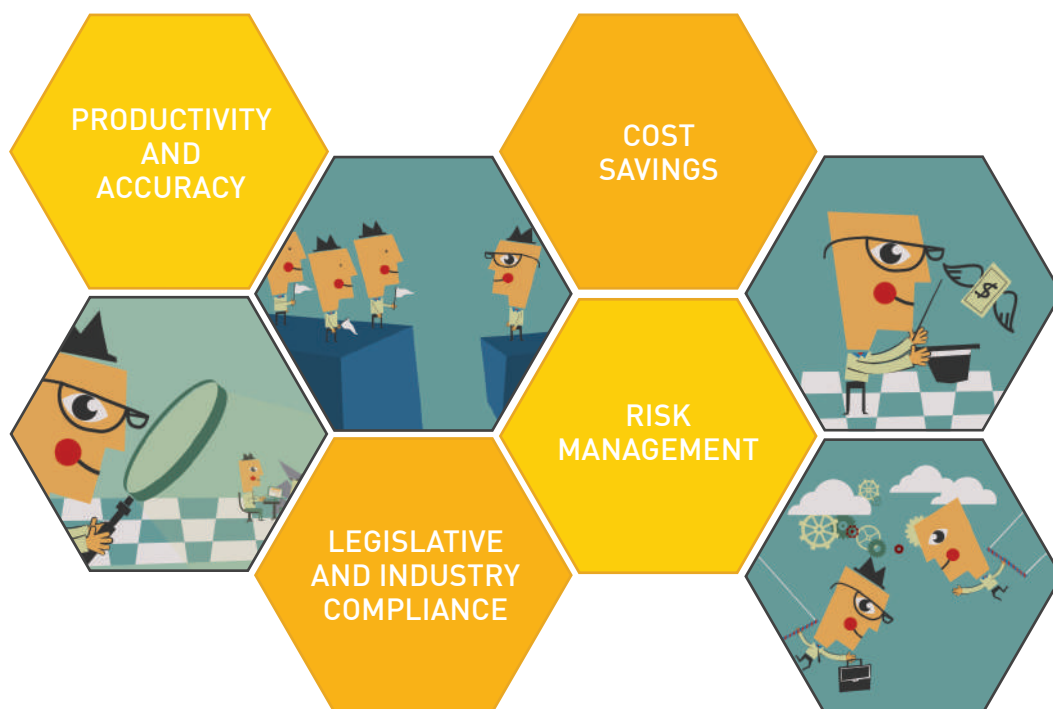 PRODUCTIVITY
AND
ACCURACY
COST
SAVINGS
$
RISK
MANAGEMENT
LEGISLATIVE
AND INDUSTRY
COMPLIANCE